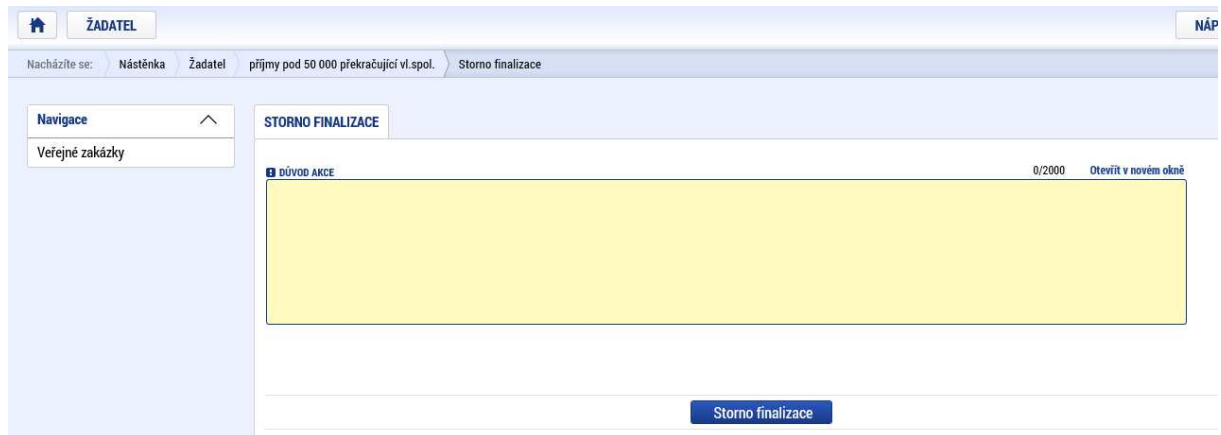 ŽADATEL
NÁP
Nacházíte se: Nástěnka Žadatel příjmy pod 50 000 překračující vl.spol. Storno finalizace
Navigace
STORNO FINALIZACE
Veřejné zakázky
DŮVOD AKCE 0/2000 Otevřít v novém okně
Storno finalizace